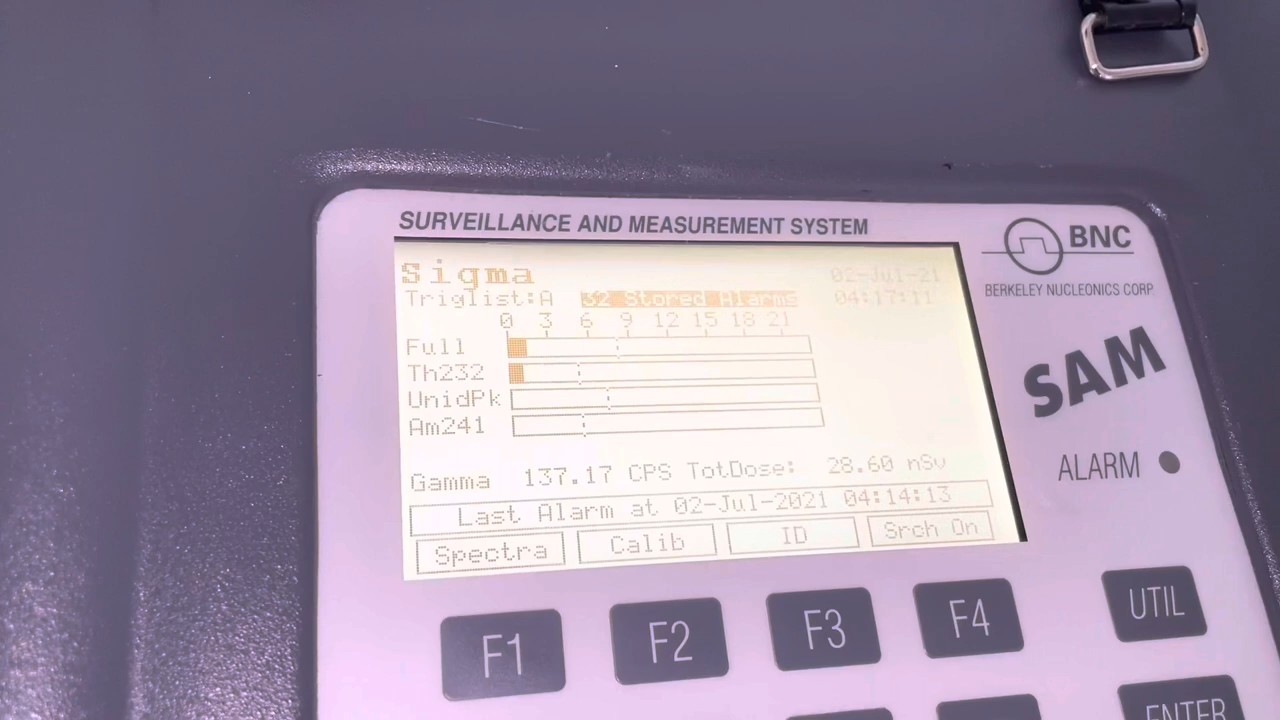 SURVEILLANCE AND MEASUREMENT SYSTEM
BNC
BERKELEY NUCLEONICS CORP.
SAM
ALARM
Sigma 02-Jul-21
Triglist:A 32 Stored Alarms 04:17:11
0 3 6 9 12 15 18 21
Full
Th232
UnidPk
Am241
Gamma 137.17 CPS TotDose: 28.60 nSv
Last Alarm at 02-Jul-2021 04:14:13
Spectra Calib ID Srch On
F1 F2 F3 F4 UTIL
ENTER